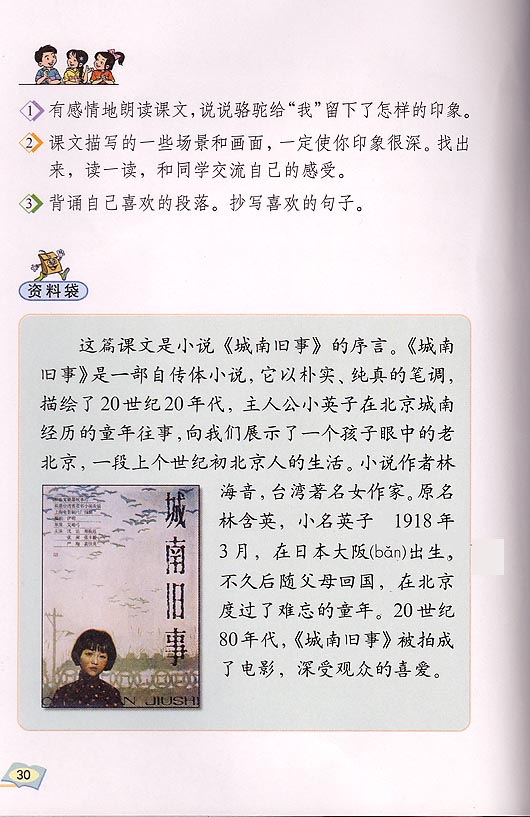 1 有感情地朗读课文，说说骆驼给“我”留下了怎样的印象。
2 课文描写的一些场景和画面，一定使你印象很深。找出
来，读一读，和同学交流自己的感受。
3 背诵自己喜欢的段落。抄写喜欢的句子。
资料袋
这篇课文是小说《城南旧事》的序言。《城南
旧事》是一部自传体小说，它以朴实、纯真的笔调，
描绘了20世纪20年代，主人公小英子在北京城南
经历的童年往事，向我们展示了一个孩子眼中的老
北京，一段上个世纪初北京人的生活。小说作者林
海音，台湾著名女作家。原名
林含英，小名英子 1918年
3月，在日本大阪(bǎn)出生。
不久后随父母回国，在北京
度过了难忘的童年。20世纪
80年代，《城南旧事》被拍成
了电影，深受观众的喜爱。
城南旧事
JIUSHI
30